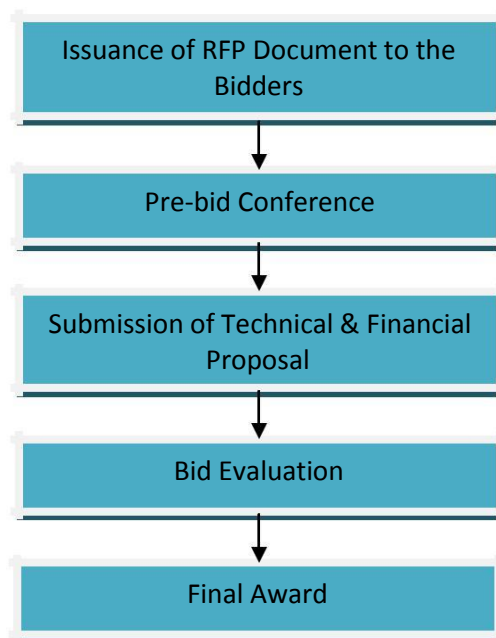 Issuance of RFP Document to the
Bidders
Pre-bid Conference
Submission of Technical & Financial
Proposal
Bid Evaluation
Final Award